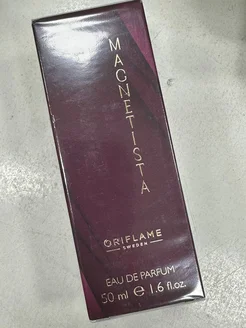 MAGNETISTA
ORIFLAME
SWEDEN
EAU DE PARFUM
50 ml ℮ 1.6 fl.oz.